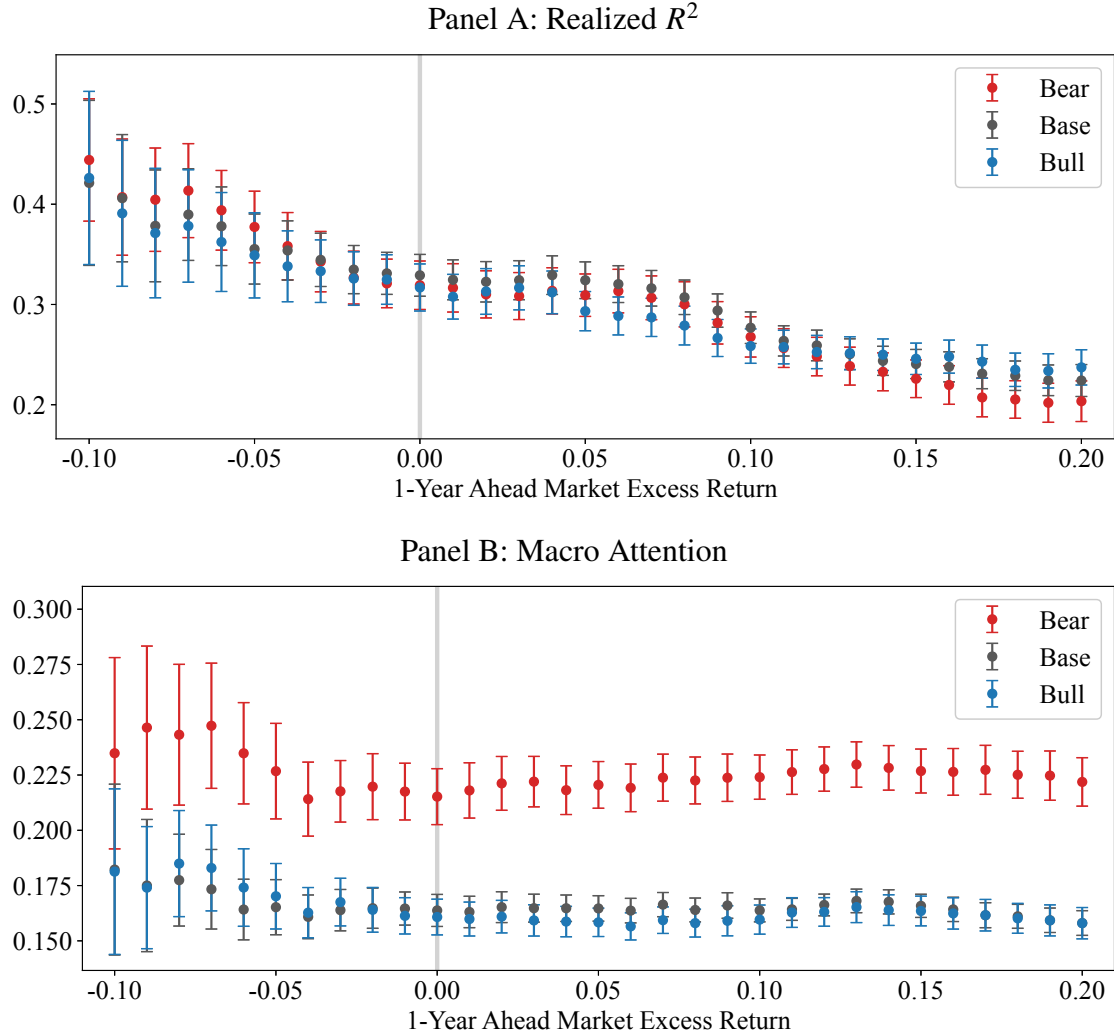 Panel A: Realized R²
0.5
0.4
0.3
0.2
Bear
Base
Bull
-0.10 -0.05 0.00 0.05 0.10 0.15 0.20
1-Year Ahead Market Excess Return
Panel B: Macro Attention
0.300
0.275
0.250
0.225
0.200
0.175
0.150
Bear
Base
Bull
-0.10 -0.05 0.00 0.05 0.10 0.15 0.20
1-Year Ahead Market Excess Return